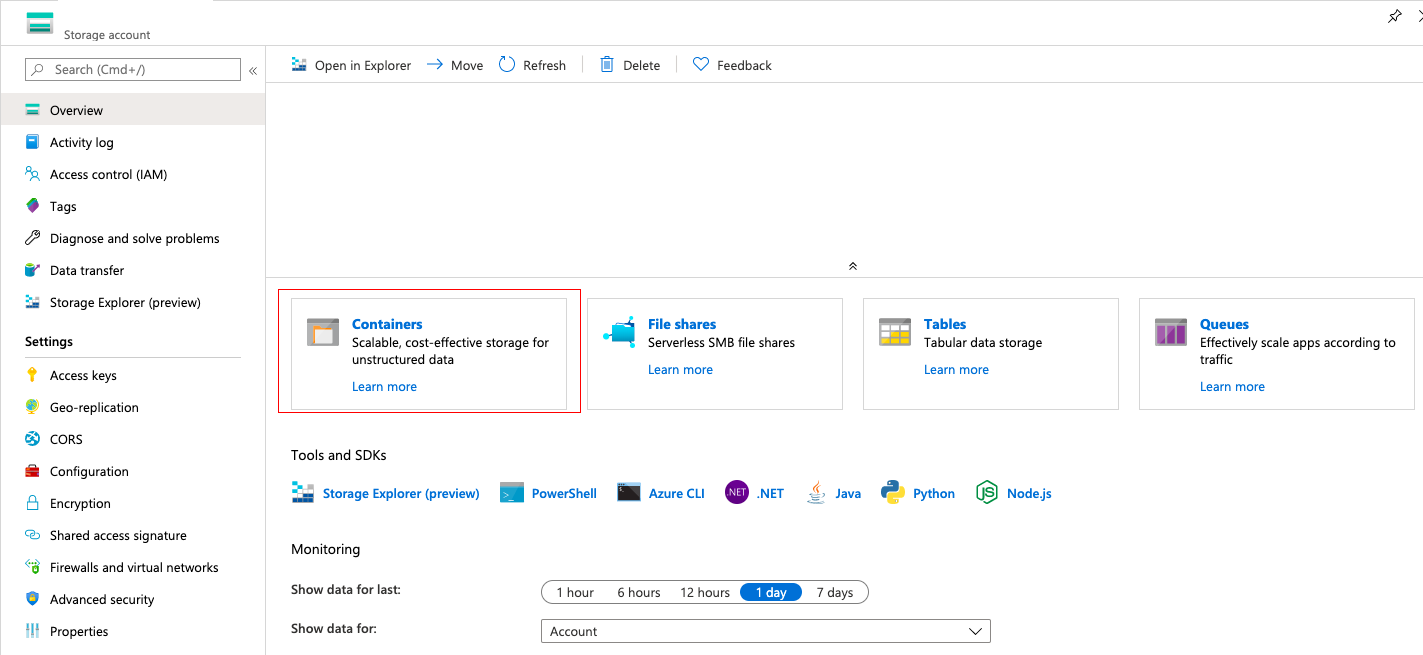 Storage account
Search (Cmd+/)
«
Open in Explorer
Move
Refresh
Delete
Feedback
Overview
Activity log
Access control (IAM)
Tags
Diagnose and solve problems
Data transfer
Storage Explorer (preview)
Settings
Access keys
Geo-replication
CORS
Configuration
Encryption
Shared access signature
Firewalls and virtual networks
Advanced security
Properties
Containers
Scalable, cost-effective storage for
unstructured data
Learn more
File shares
Serverless SMB file shares
Learn more
Tables
Tabular data storage
Learn more
Queues
Effectively scale apps according to
traffic
Learn more
Tools and SDKs
Storage Explorer (preview)
PowerShell
Azure CLI
NET
.NET
Java
Python
JS
Node.js
Monitoring
Show data for last:
1 hour
6 hours
12 hours
1 day
7 days
Show data for:
Account